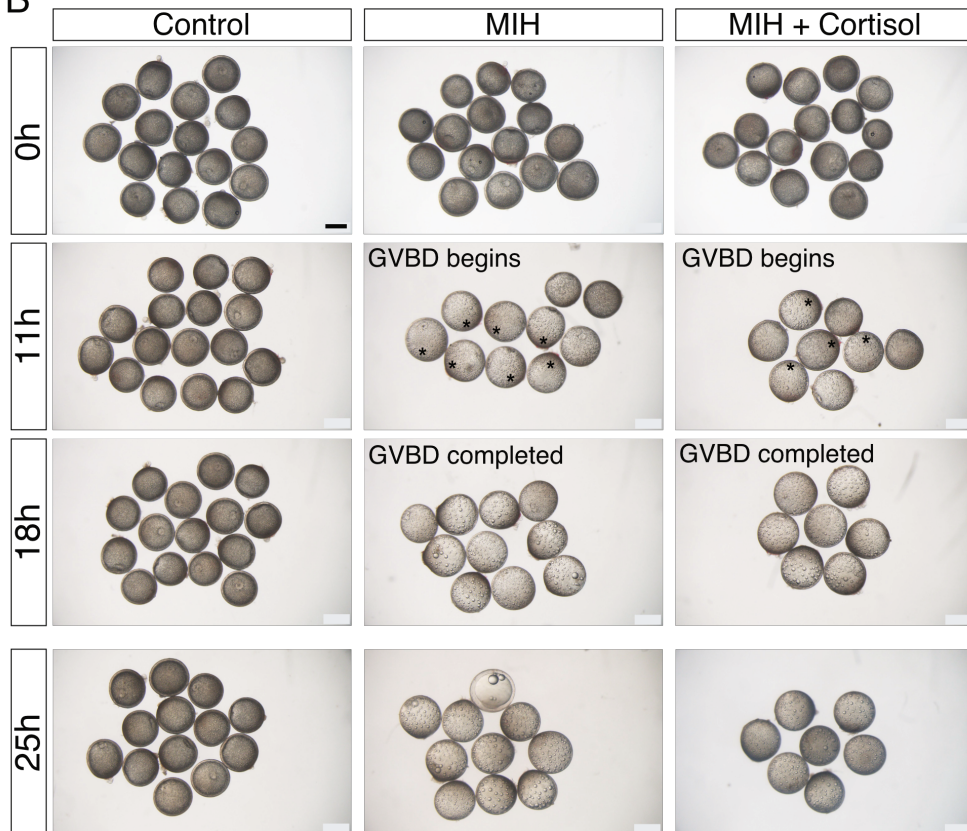 B
Control
MIH
MIH + Cortisol
0h
11h
GVBD begins
*
*
*
*
*
*
*
GVBD begins
*
*
*
*
18h
GVBD completed
GVBD completed
25h